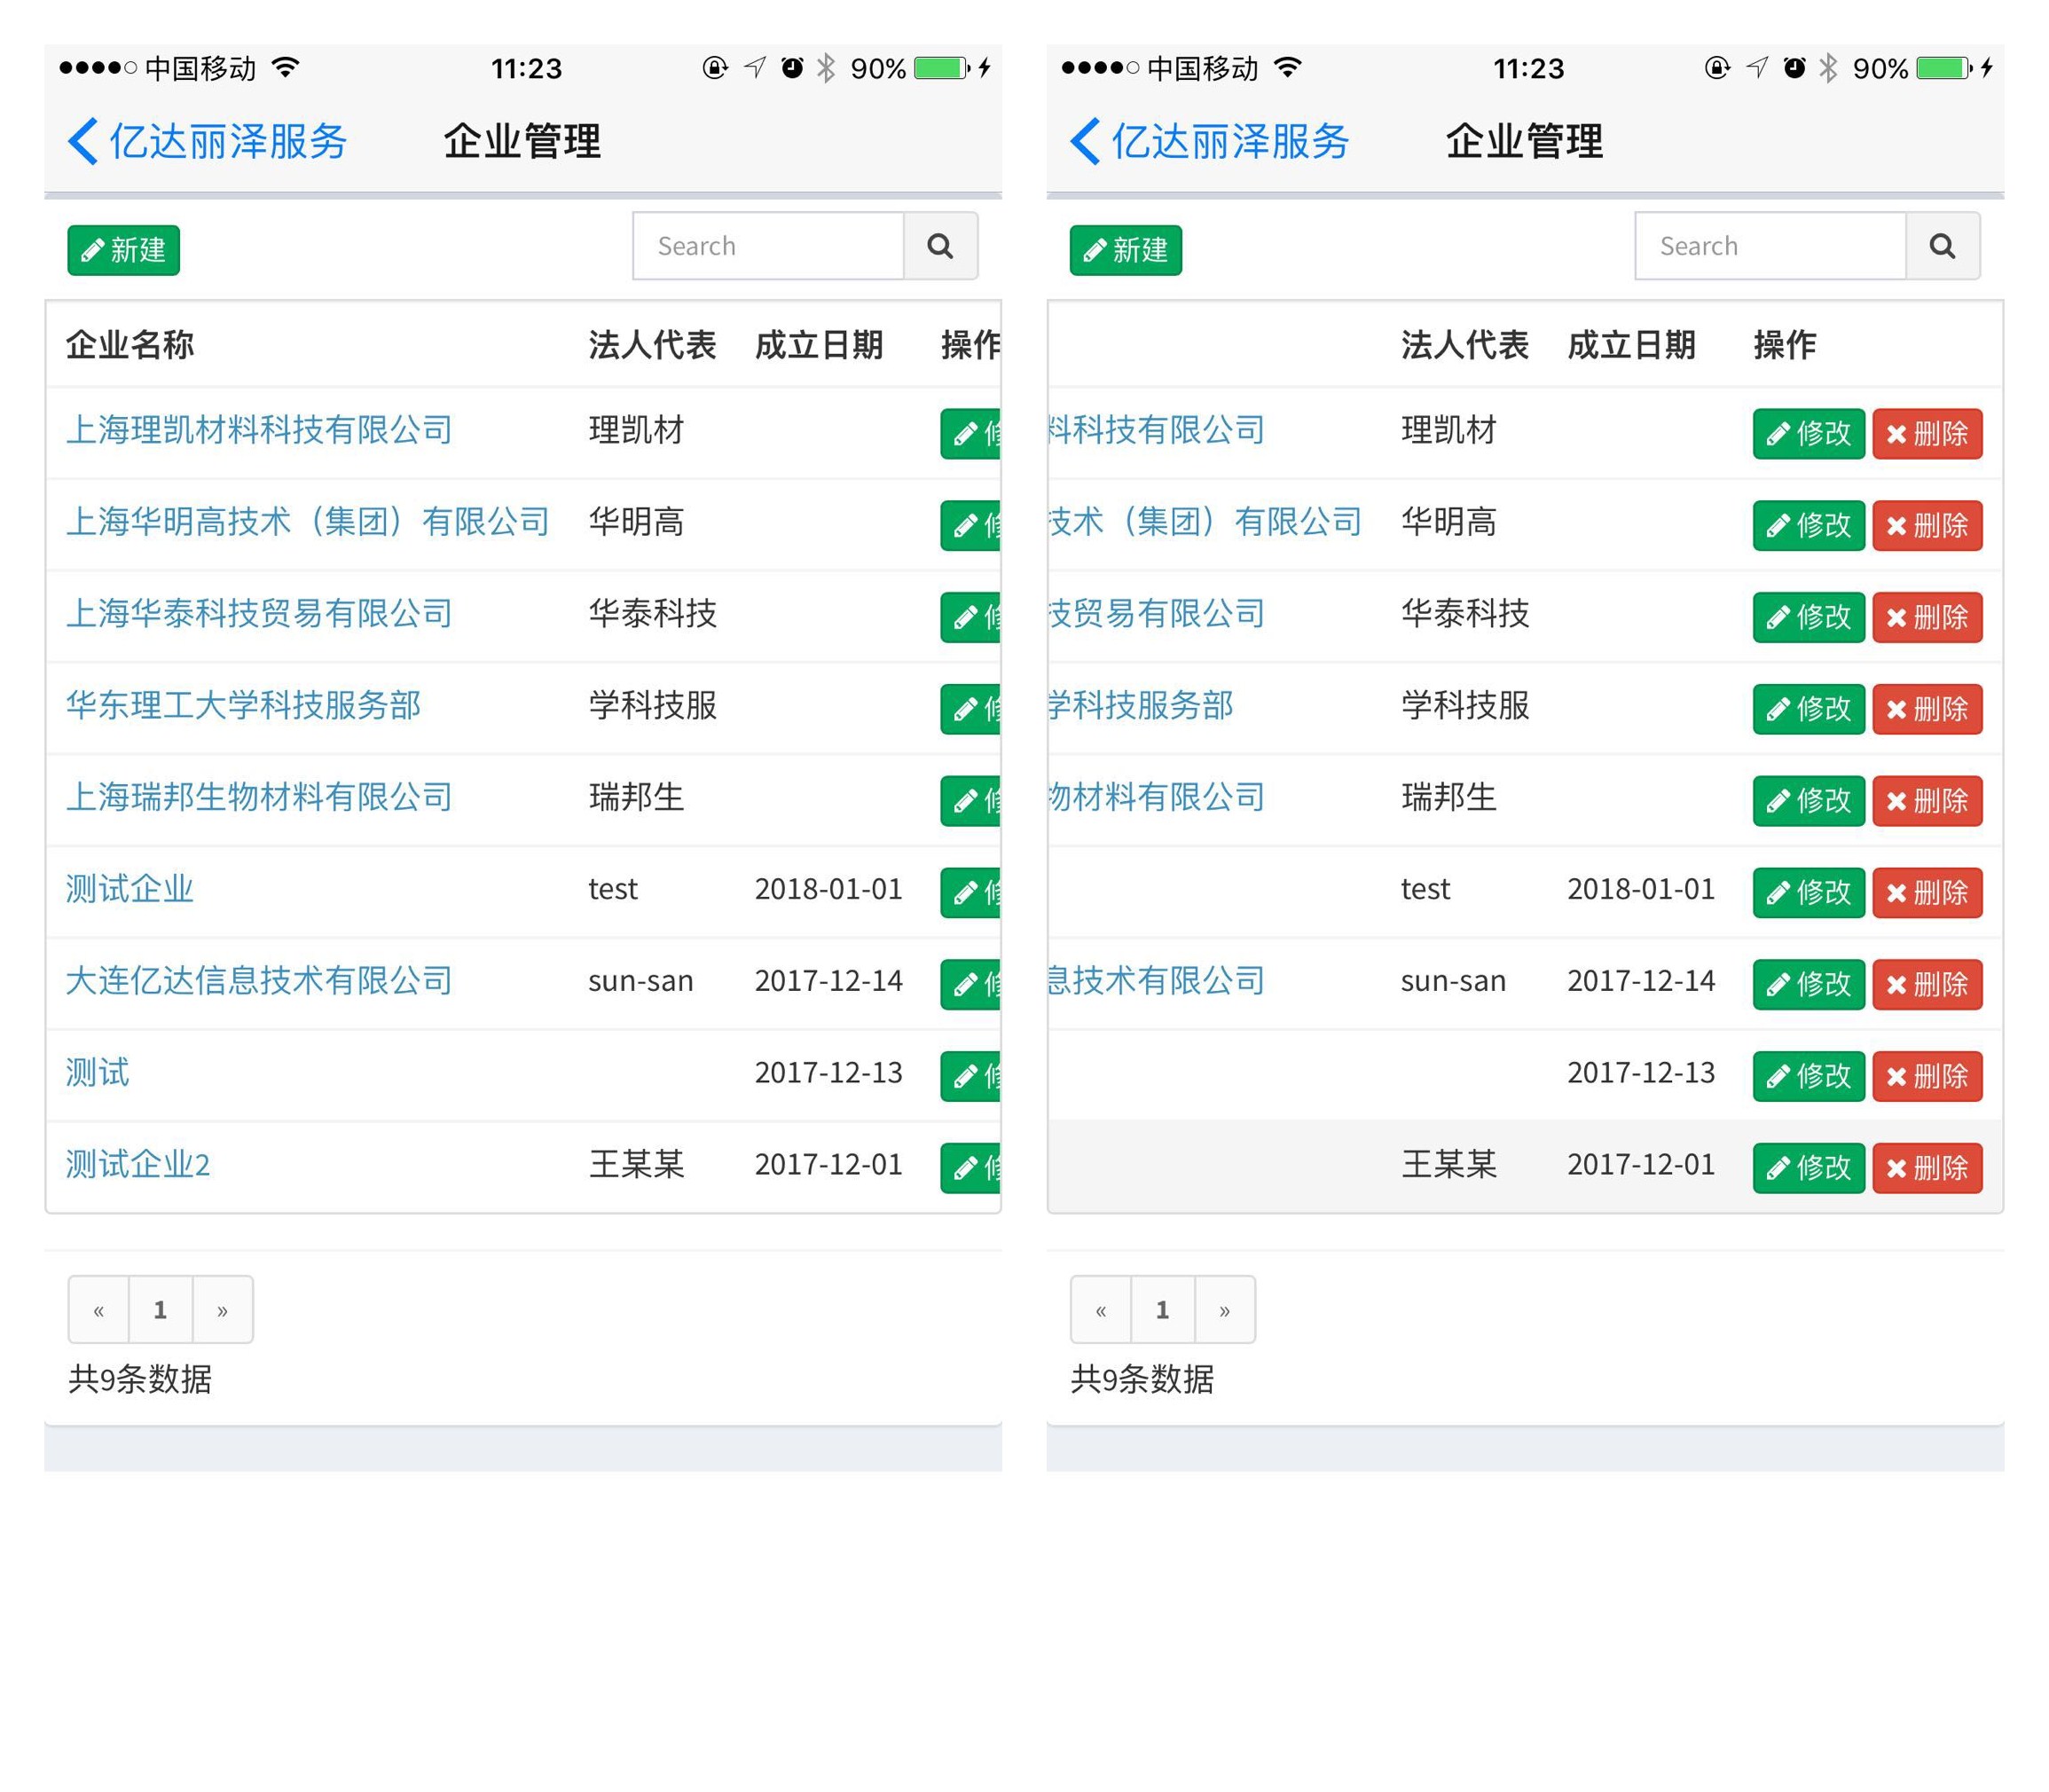 中国移动 11:23 90%
亿达丽泽服务 企业管理
新建 Search
企业名称 法人代表 成立日期 操作
上海理凯材料科技有限公司 理凯材
上海华明高技术（集团）有限公司 华明高
上海华泰科技贸易有限公司 华泰科技
华东理工大学科技服务部 学科技服
上海瑞邦生物材料有限公司 瑞邦生
测试企业 test 2018-01-01
大连亿达信息技术有限公司 sun-san 2017-12-14
测试 2017-12-13
测试企业2 王某某 2017-12-01
« 1 »
共9条数据
中国移动 11:23 90%
亿达丽泽服务 企业管理
新建 Search
法人代表 成立日期 操作
料科技有限公司 理凯材 修改 删除
技术（集团）有限公司 华明高 修改 删除
技贸易有限公司 华泰科技 修改 删除
学科技服务部 学科技服 修改 删除
物材料有限公司 瑞邦生 修改 删除
test 2018-01-01 修改 删除
息技术有限公司 sun-san 2017-12-14 修改 删除
2017-12-13 修改 删除
王某某 2017-12-01 修改 删除
« 1 »
共9条数据